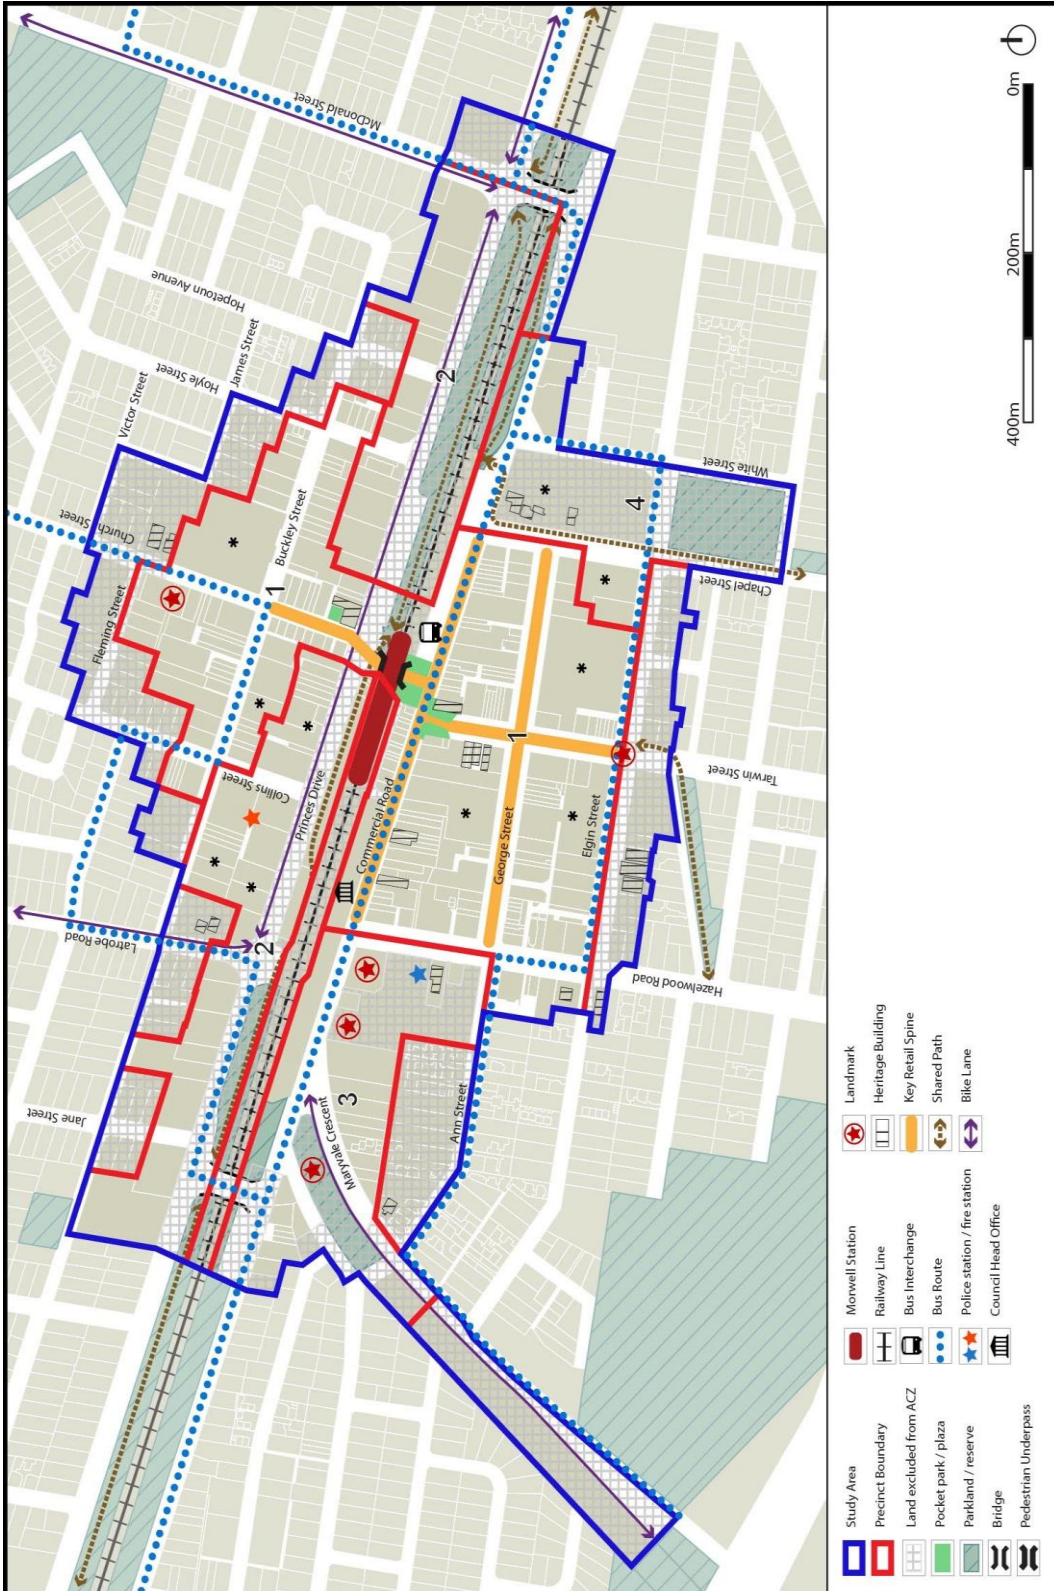 McDonald Street
Hopetoun Avenue
Hoyle Street
James Street
Victor Street
Church Street
Buckley Street
Fleming Street
Collins Street
Princes Drive
Latrobe Road
Jane Street
Commercial Road
George Street
Elgin Street
White Street
Chapel Street
Tarwin Street
Hazelwood Road
Ann Street
Maryvale Crescent
1
2
1
2
3
4
Study Area
Precinct Boundary
Land excluded from ACZ
Pocket park / plaza
Parkland / reserve
Bridge
Pedestrian Underpass
Morwell Station
Railway Line
Bus Interchange
Bus Route
Police station / fire station
Council Head Office
Landmark
Heritage Building
Key Retail Spine
Shared Path
Bike Lane
400m
200m
0m